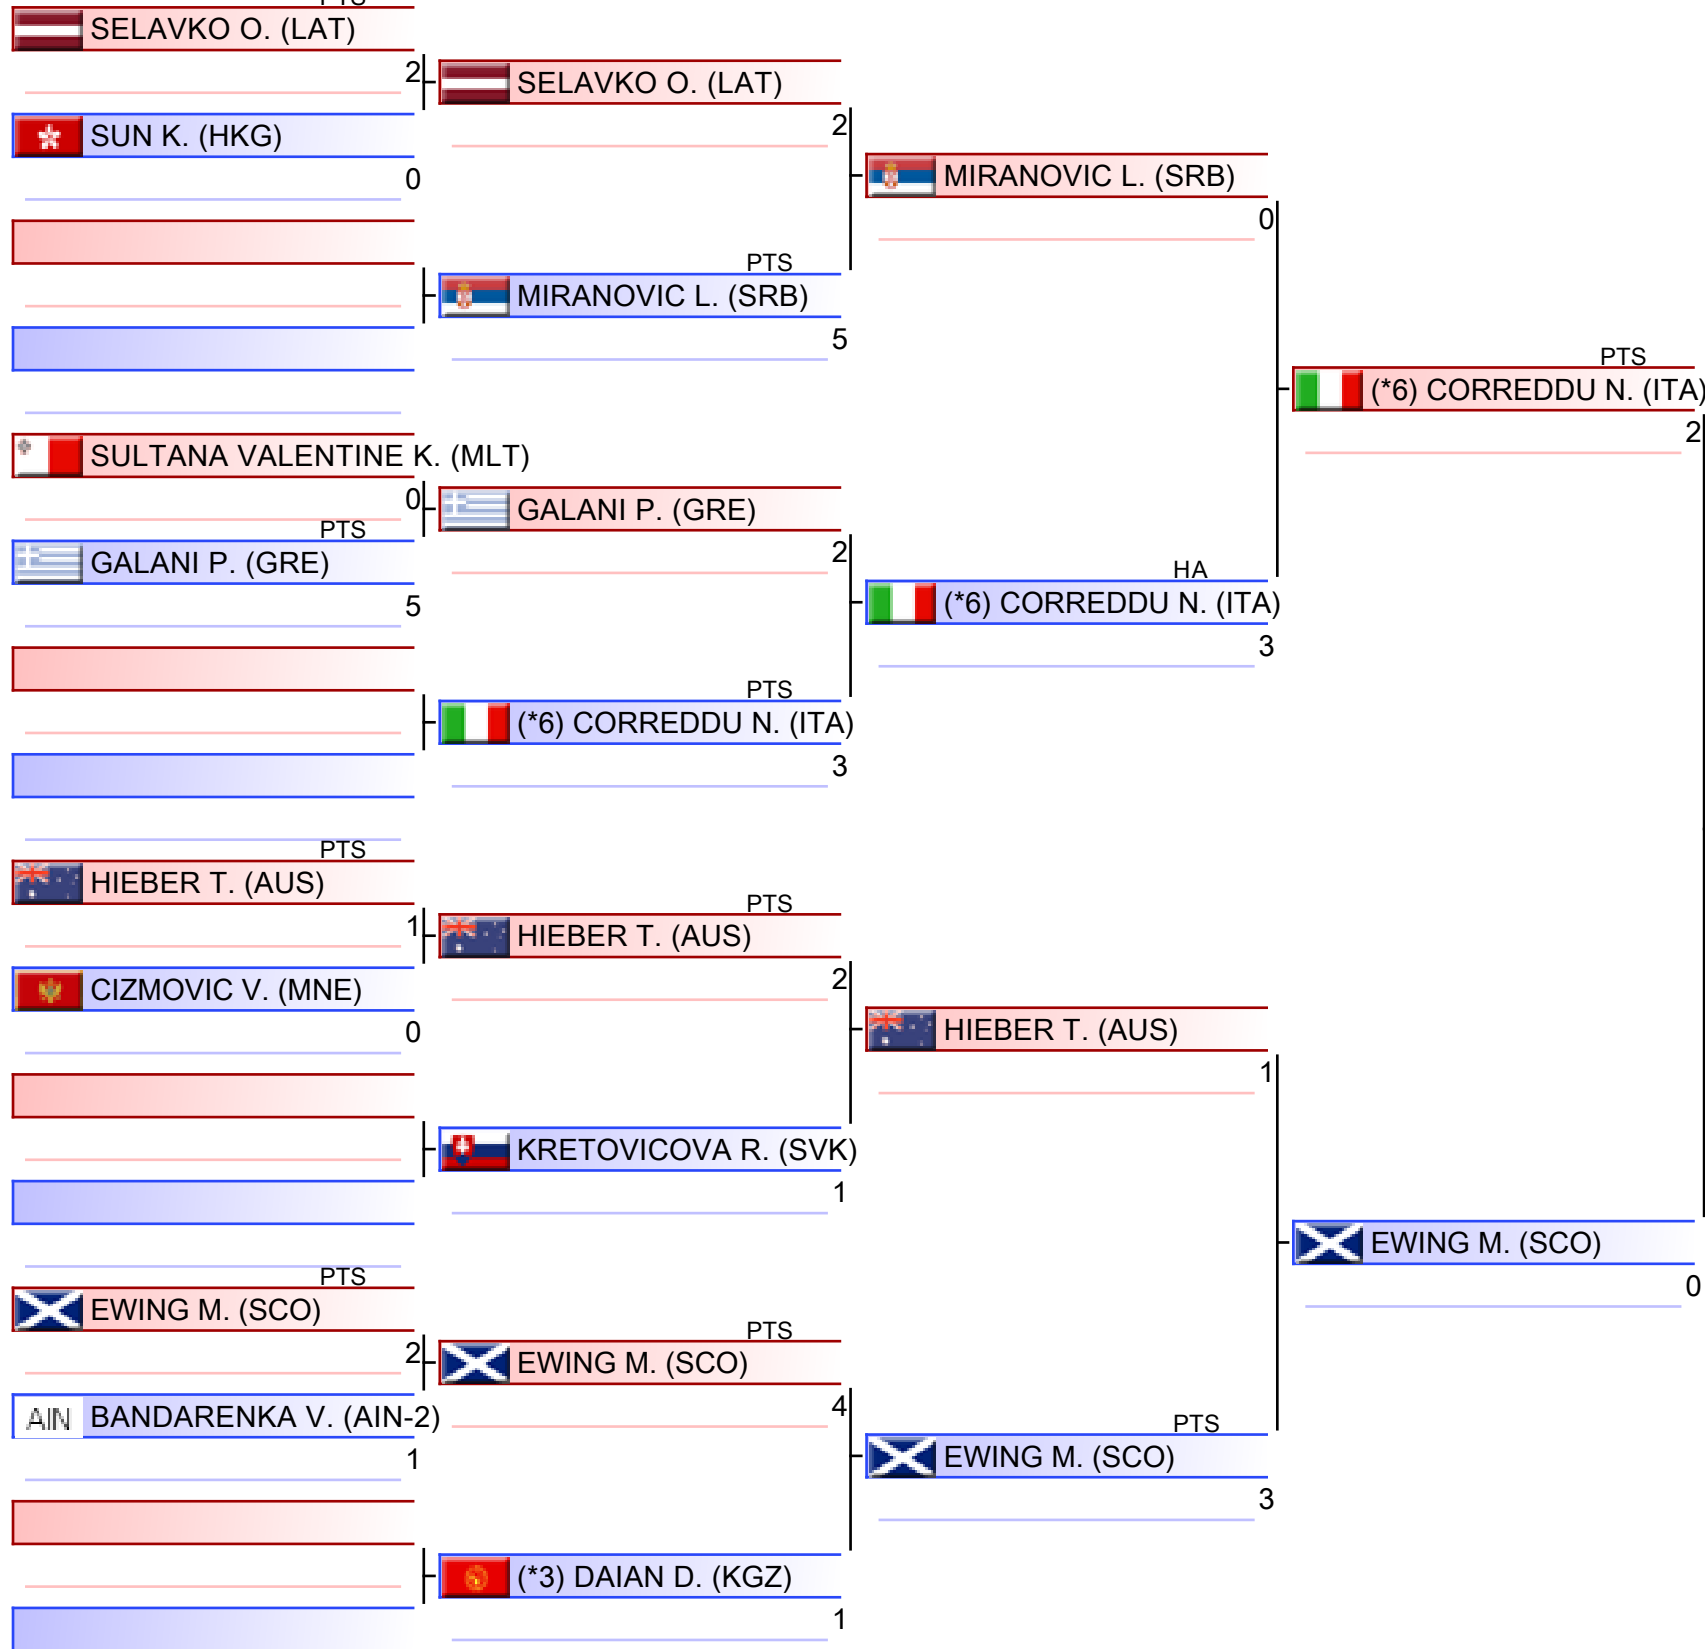 PTS
SELAVKO O. (LAT)
2
SUN K. (HKG)
0
SULTANA VALENTINE K. (MLT)
0
PTS
GALANI P. (GRE)
5
PTS
HIEBER T. (AUS)
1
CIZMOVIC V. (MNE)
0
PTS
EWING M. (SCO)
2
AIN BANDARENKA V. (AIN-2)
1
SELAVKO O. (LAT)
2
PTS
MIRANOVIC L. (SRB)
5
GALANI P. (GRE)
2
PTS
(*6) CORREDDU N. (ITA)
3
PTS
HIEBER T. (AUS)
2
KRETOVICOVA R. (SVK)
1
PTS
EWING M. (SCO)
4
(*3) DAIAN D. (KGZ)
1
MIRANOVIC L. (SRB)
0
HA
(*6) CORREDDU N. (ITA)
3
HIEBER T. (AUS)
1
PTS
EWING M. (SCO)
3
PTS
(*6) CORREDDU N. (ITA)
2
EWING M. (SCO)
0